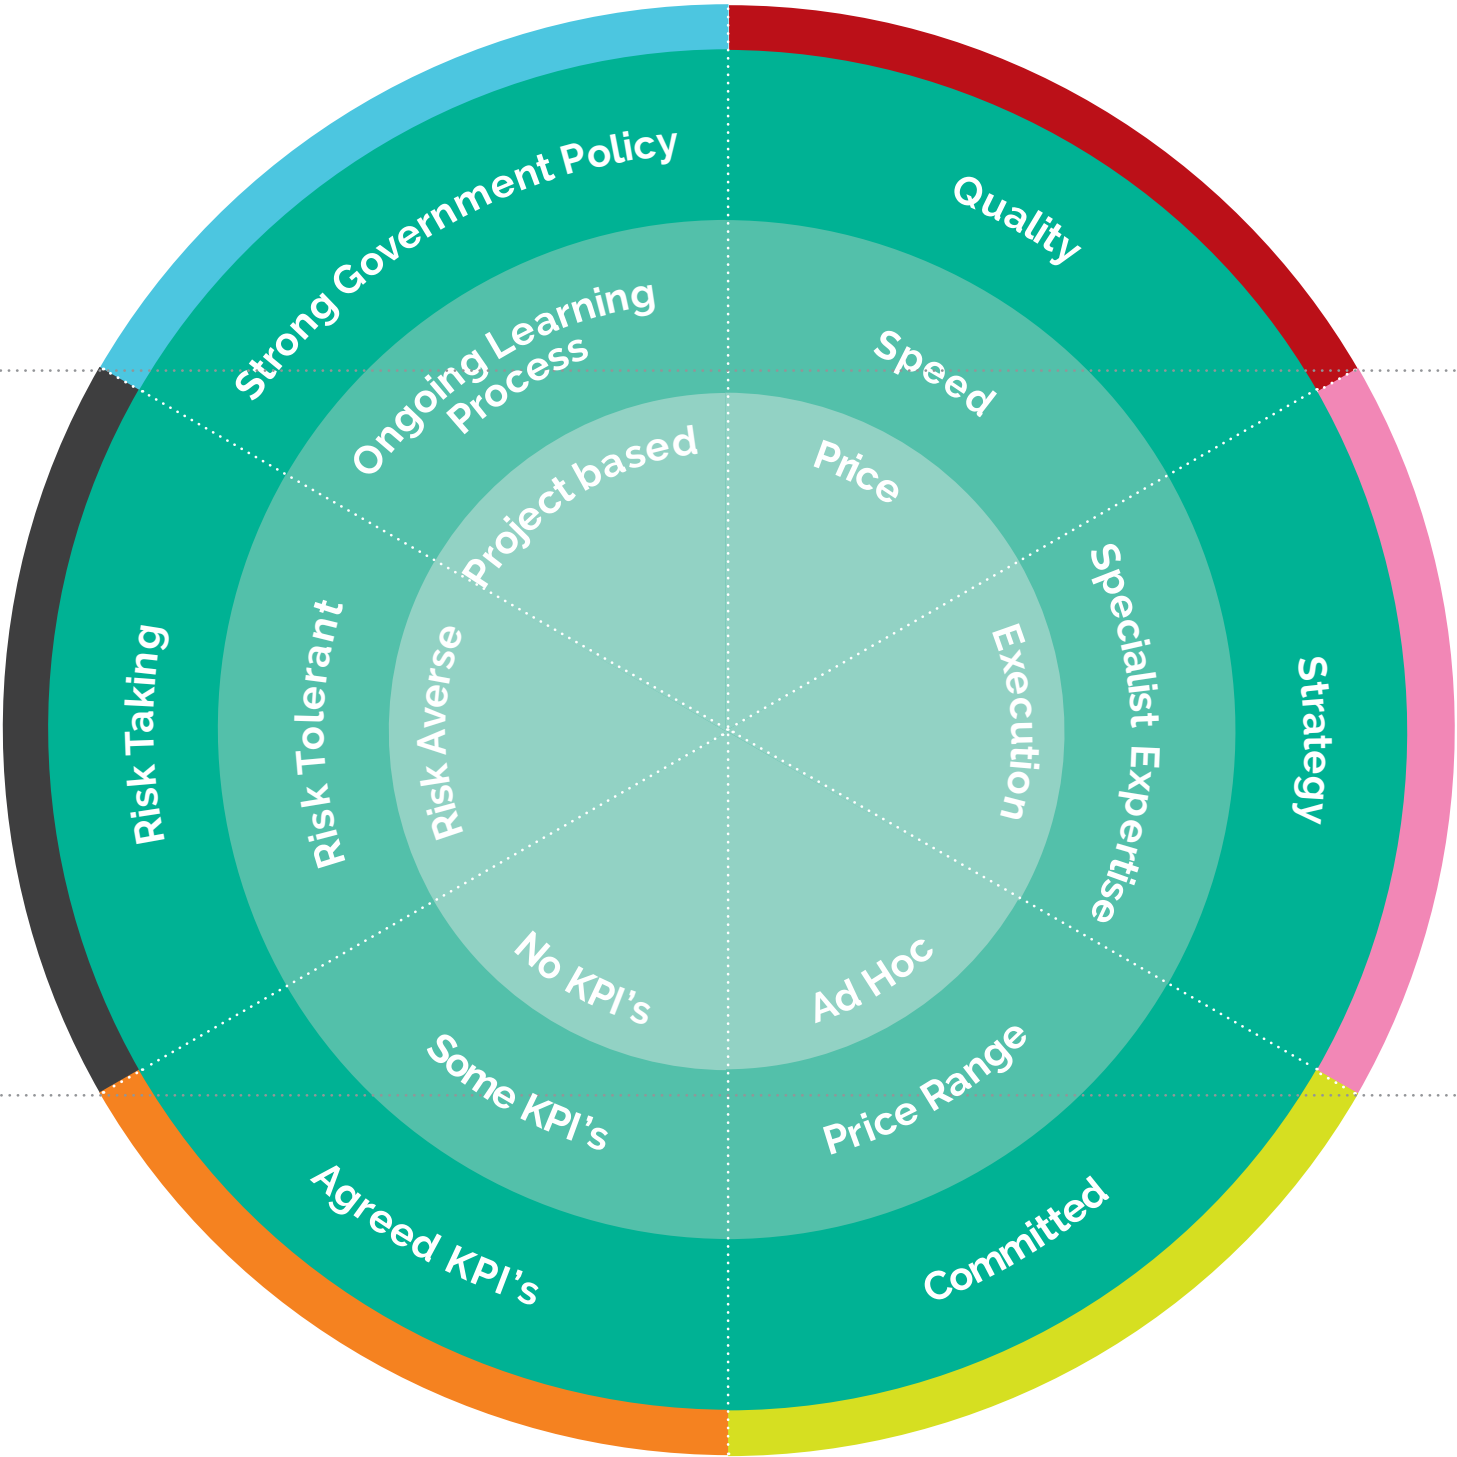 Strong Government Policy
Quality
Ongoing Learning
Process
Speed
Project based
Price
Risk Taking
Risk Tolerant
Risk Averse
Execution
Specialist Expertise
Strategy
No KPI's
Ad Hoc
Some KPI's
Price Range
Agreed KPI's
Committed